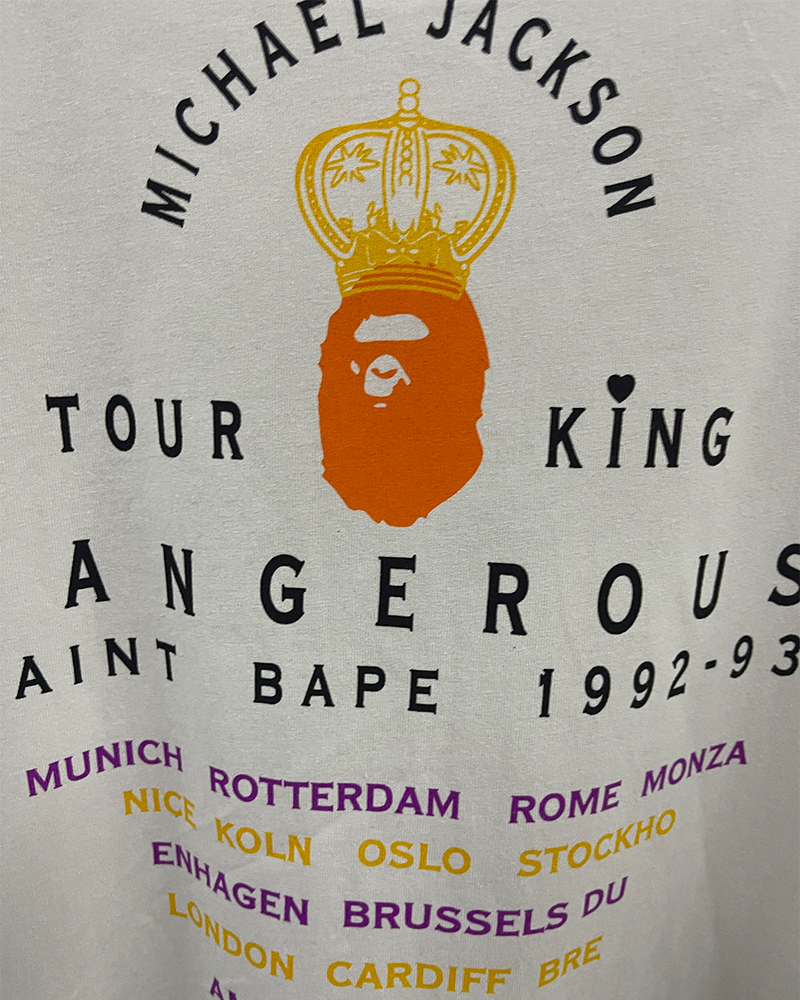 MICHAEL JACKSON
TOUR KING
ANGEROUS
AINT BAPE 1992-93
MUNICH ROTTERDAM ROME MONZA
NICE KOLN OSLO STOCKHO
ENHAGEN BRUSSELS DU
LONDON CARDIFF BRE